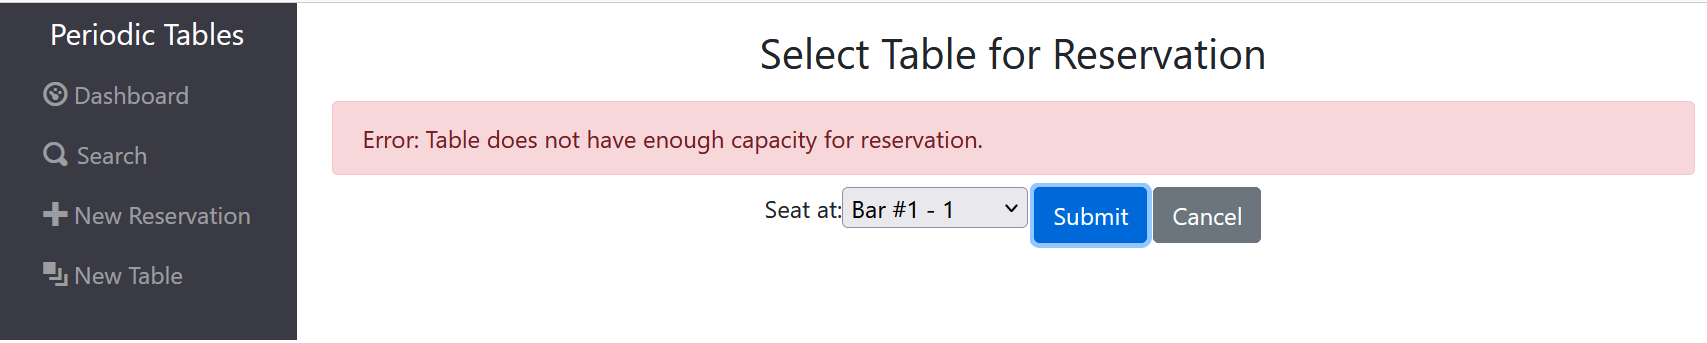 Periodic Tables
Dashboard
Search
New Reservation
New Table
Select Table for Reservation
Error: Table does not have enough capacity for reservation.
Seat at: Bar #1 - 1 Submit Cancel